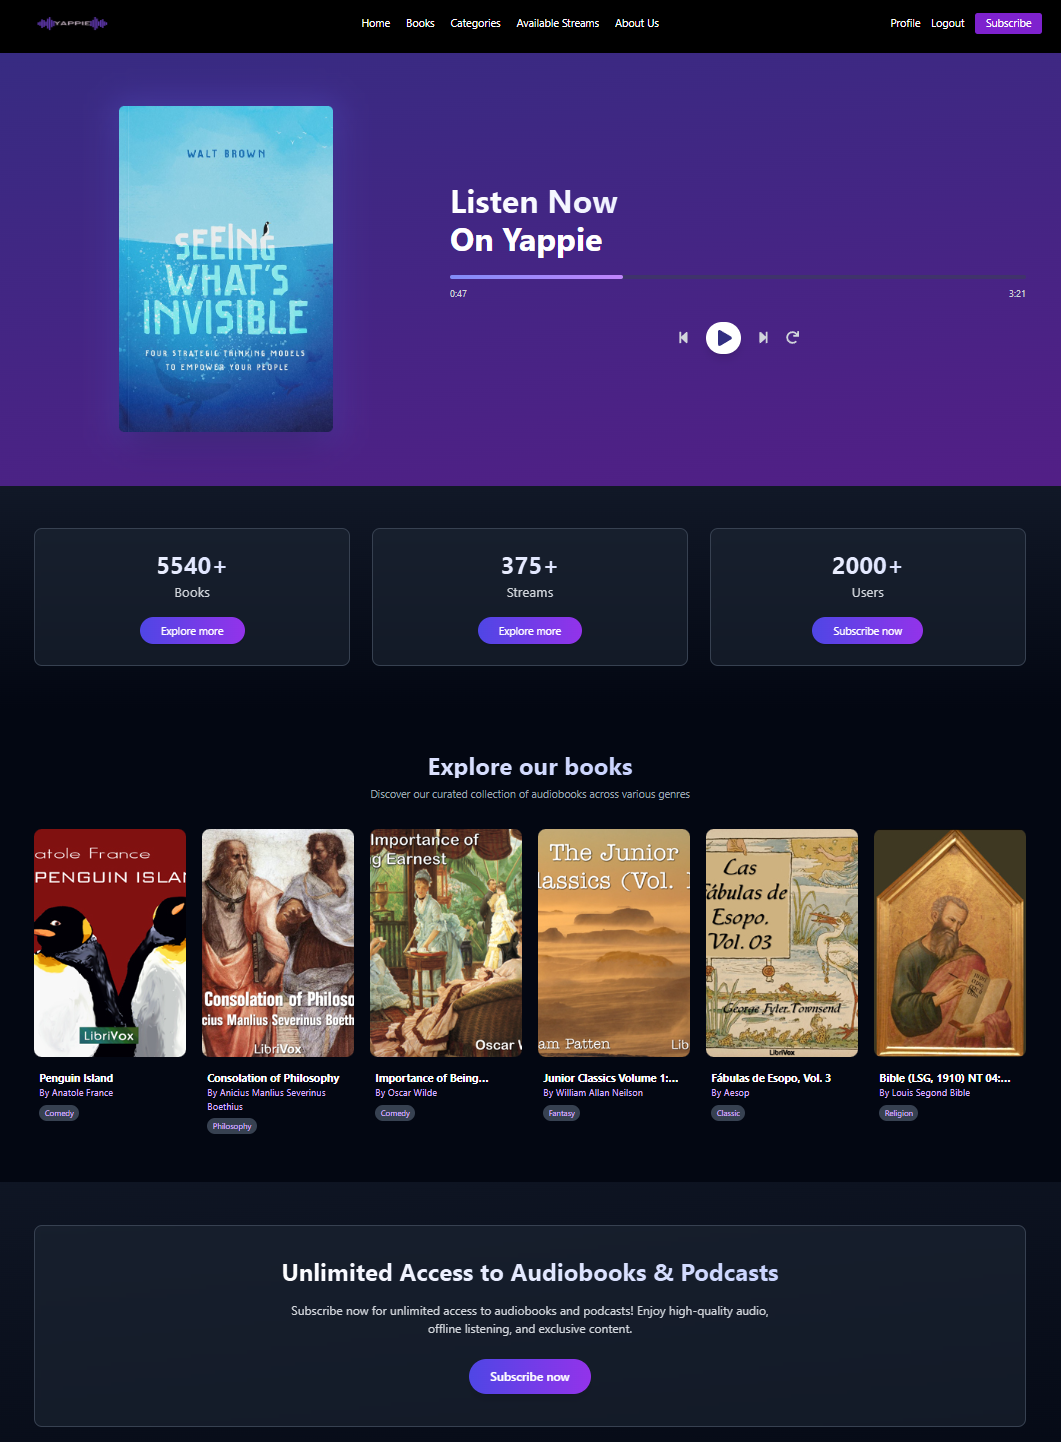 YAPPIE
Home Books Categories Available Streams About Us
Profile Logout Subscribe
WALT BROWN
SEEING
WHAT'S
INVISIBLE
FOUR STRATEGIC THINKING MODELS
TO EMPOWER YOUR PEOPLE
Listen Now
On Yappie
0:47 3:21
5540+
Books
Explore more
375+
Streams
Explore more
2000+
Users
Subscribe now
Explore our books
Discover our curated collection of audiobooks across various genres
atole France
PENGUIN ISLAN
LibriVox
Penguin Island
By Anatole France
Comedy
Consolation of Philoso
cius Manlius Severinus Boeth
LibriVox
Consolation of Philosophy
By Anicius Manlius Severinus
Boethius
Philosophy
Importance of
g Earnest
Oscar W
Importance of Being...
By Oscar Wilde
Comedy
The Junior
lassics (Vol. 1
am Patten Lib
Junior Classics Volume 1:...
By William Allan Neilson
Fantasy
Las
Fábulas de
Esopo.
Vol. 03
George Fyler Townsend
LibriVox
Fábulas de Esopo, Vol. 3
By Aesop
Classic
Bible (LSG, 1910) NT 04:...
By Louis Segond Bible
Religion
Unlimited Access to Audiobooks & Podcasts
Subscribe now for unlimited access to audiobooks and podcasts! Enjoy high-quality audio,
offline listening, and exclusive content.
Subscribe now